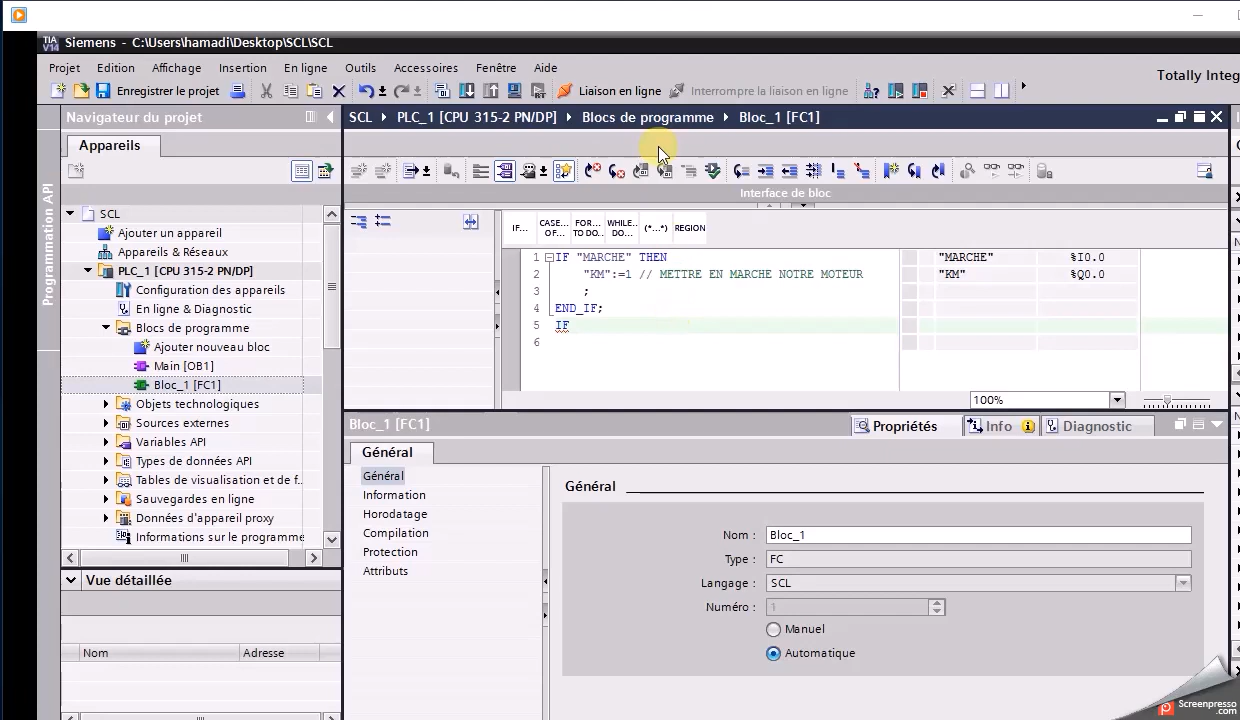 TIA V14 Siemens - C:\Users\hamadi\Desktop\SCL\SCL
Projet Edition Affichage Insertion En ligne Outils Accessoires Fenêtre Aide
Totally Integ
Enregistrer le projet Liaison en ligne Interrompre la liaison en ligne
Navigateur du projet
SCL PLC_1 [CPU 315-2 PN/DP] Blocs de programme Bloc_1 [FC1]
Appareils
Interface de bloc
Programmation API
SCL
Ajouter un appareil
Appareils & Réseaux
PLC_1 [CPU 315-2 PN/DP]
Configuration des appareils
En ligne & Diagnostic
Blocs de programme
Ajouter nouveau bloc
Main [OB1]
Bloc_1 [FC1]
Objets technologiques
Sources externes
Variables API
Types de données API
Tables de visualisation et de f..
Sauvegardes en ligne
Données d'appareil proxy
Informations sur le programme
Vue détaillée
Nom Adresse
IF... CASE... OF... FOR... TO DO.. WHILE.. DO... (*...*) REGION
1 IF "MARCHE" THEN "MARCHE" %I0.0
2 "KM":=1 // METTRE EN MARCHE NOTRE MOTEUR "KM" %Q0.0
3 ;
4 END_IF;
5 IF
6
100%
Bloc_1 [FC1]
Propriétés Info Diagnostic
Général
Général
Information
Horodatage
Compilation
Protection
Attributs
Général
Nom : Bloc_1
Type : FC
Langage : SCL
Numéro : 1
Manuel
Automatique
Screenpresso
.com